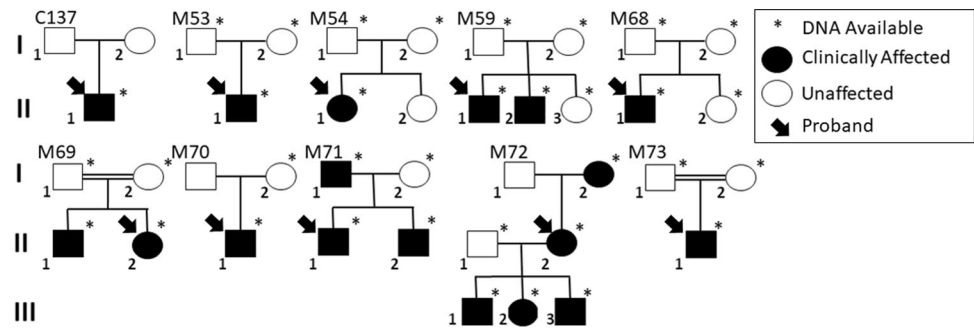 C137 M53 * * M54 * * M59 * * M68 * *
I 1 2 1 2 1 2 1 2 1 2
* * * * * * * *
II 1 1 1 2 1 2 3 1 2
* DNA Available
Clinically Affected
Unaffected
Proband
M69 * * M70 * M71 * * M72 * M73 * *
I 1 2 1 2 1 2 1 2 1 2
* * * * * * * *
II 1 2 1 1 2 1 2 1
* * *
III 1 2 3